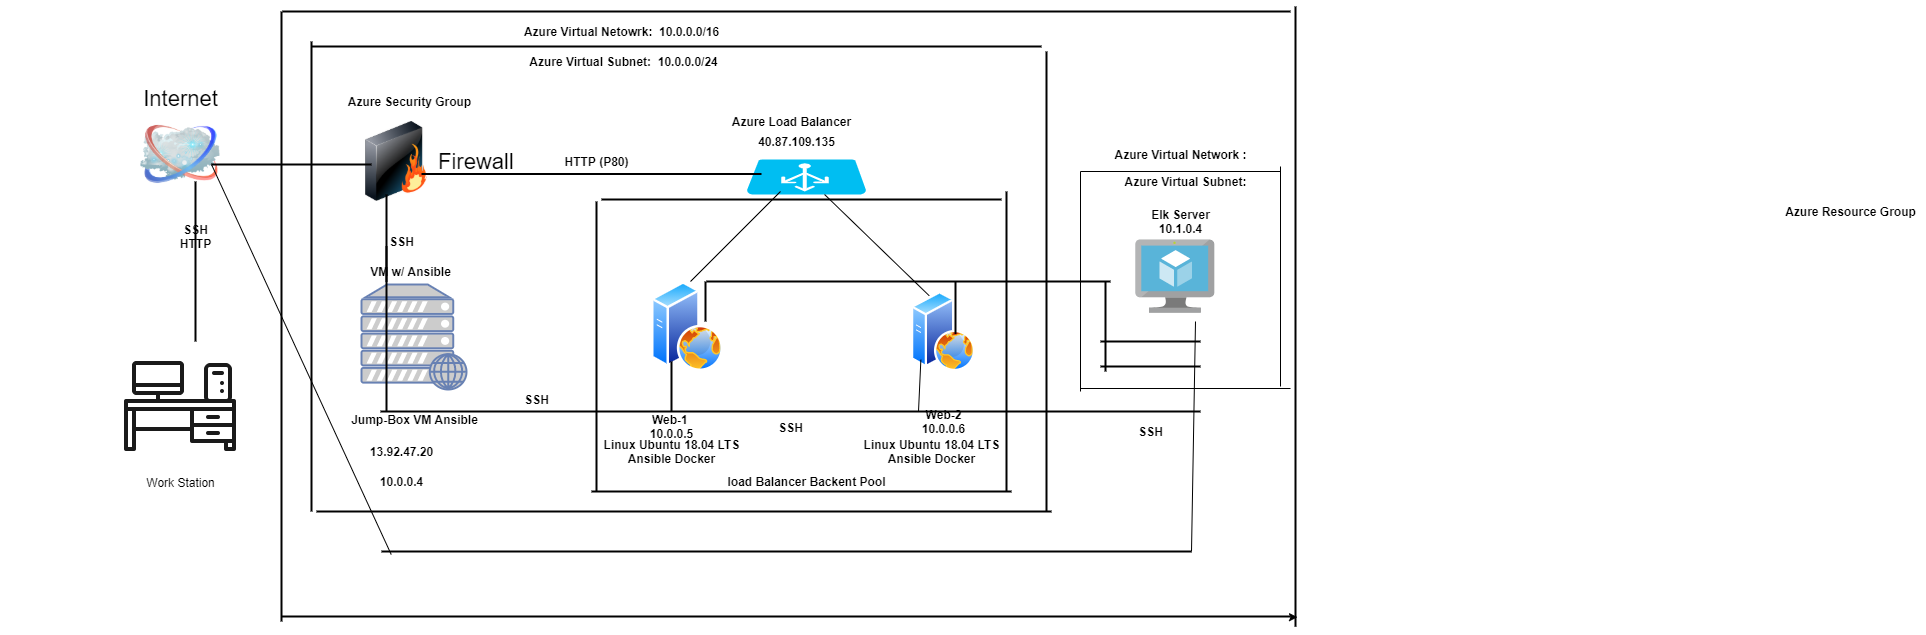 Azure Virtual Netowrk: 10.0.0.0/16
Azure Virtual Subnet: 10.0.0.0/24
Internet
Azure Security Group
Firewall
HTTP (P80)
Azure Load Balancer
40.87.109.135
Azure Virtual Network :
Azure Virtual Subnet:
Elk Server
10.1.0.4
Azure Resource Group
SSH
HTTP
SSH
VM w/ Ansible
SSH
Jump-Box VM Ansible
13.92.47.20
10.0.0.4
Web-1
10.0.0.5
Linux Ubuntu 18.04 LTS
Ansible Docker
SSH
Web-2
10.0.0.6
Linux Ubuntu 18.04 LTS
Ansible Docker
SSH
load Balancer Backent Pool
Work Station